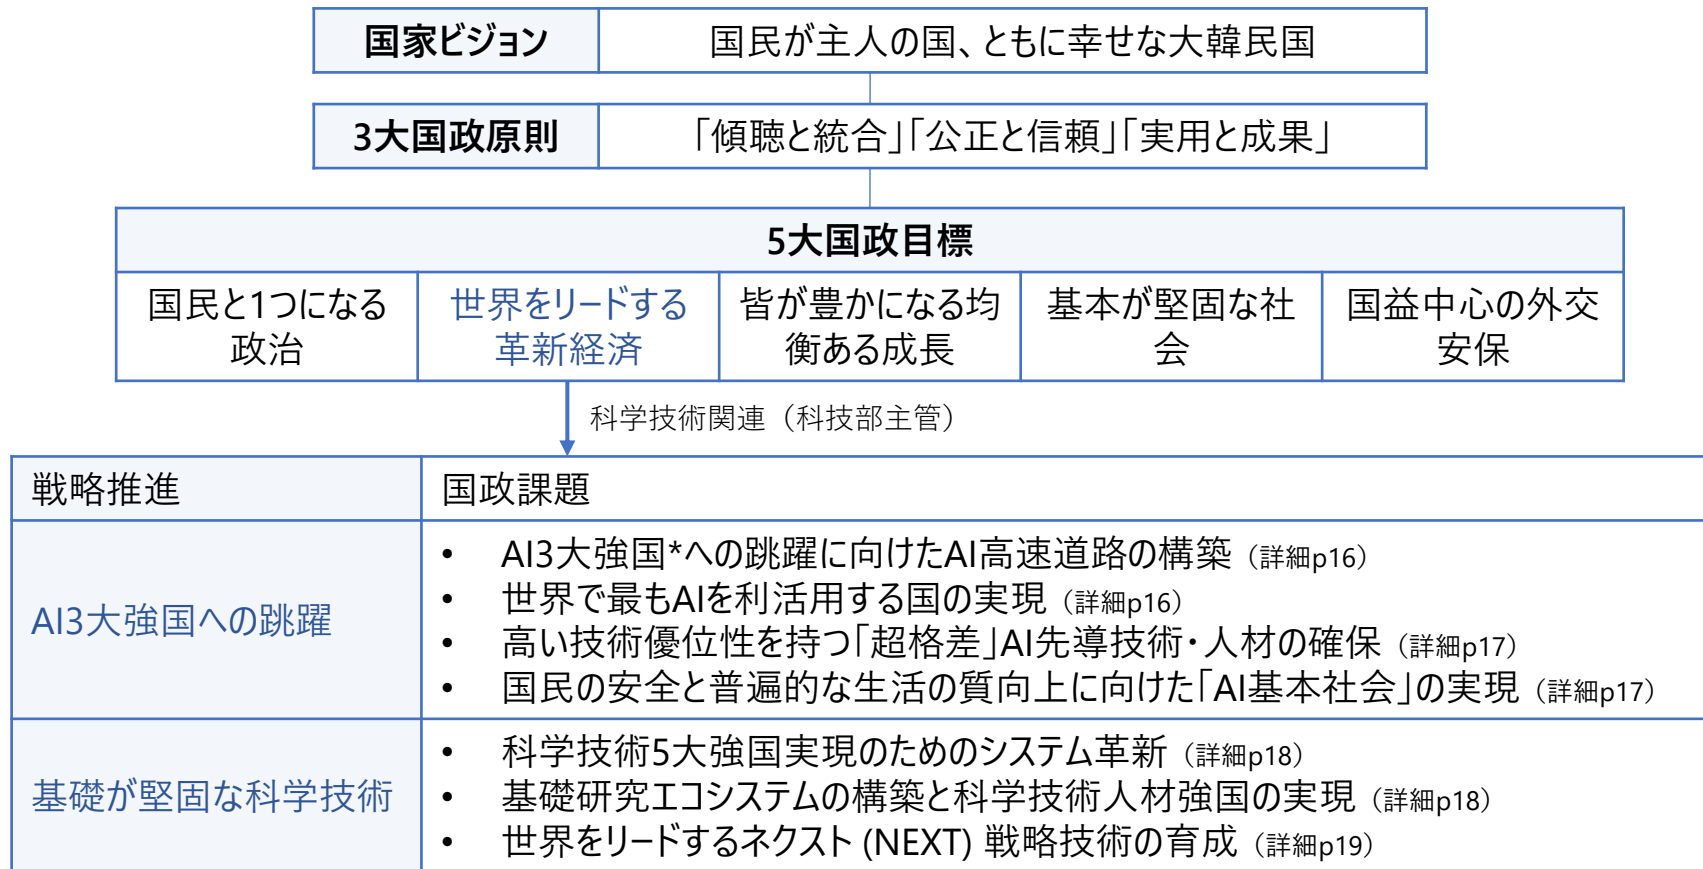 国家ビジョン
国民が主人の国、ともに幸せな大韓民国
3大国政原則
「傾聴と統合」「公正と信頼」「実用と成果」
5大国政目標
国民と1つになる
政治
世界をリードする
革新経済
皆が豊かになる均
衡ある成長
基本が堅固な社
会
国益中心の外交
安保
科学技術関連（科技部主管）
戦略推進
国政課題
AI3大強国への跳躍
• AI3大強国*への跳躍に向けたAI高速道路の構築（詳細p16）
• 世界で最もAIを利活用する国の実現（詳細p16）
• 高い技術優位性を持つ「超格差」AI先導技術・人材の確保（詳細p17）
• 国民の安全と普遍的な生活の質向上に向けた「AI基本社会」の実現（詳細p17）
基礎が堅固な科学技術
• 科学技術5大強国実現のためのシステム革新（詳細p18）
• 基礎研究エコシステムの構築と科学技術人材強国の実現（詳細p18）
• 世界をリードするネクスト (NEXT) 戦略技術の育成（詳細p19）